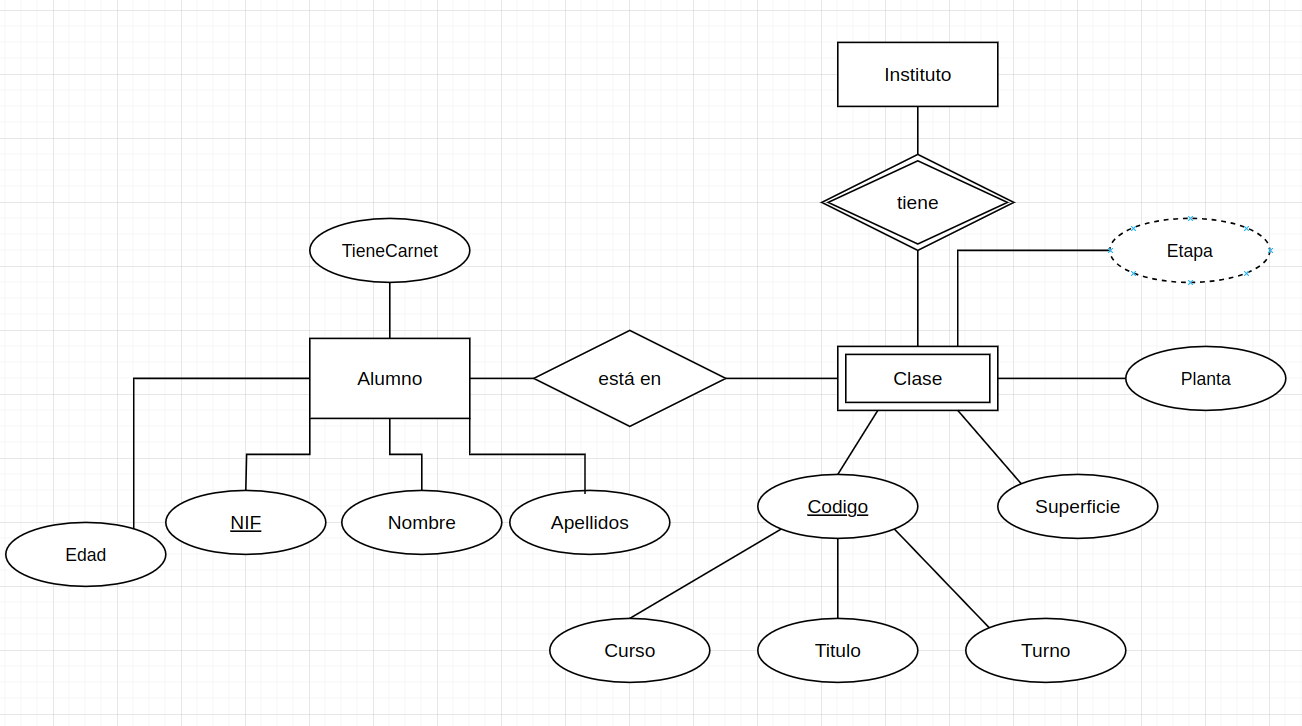 Instituto
tiene
TieneCarnet
Etapa
Alumno
está en
Clase
Planta
Codigo
Superficie
NIF
Nombre
Apellidos
Edad
Curso
Titulo
Turno